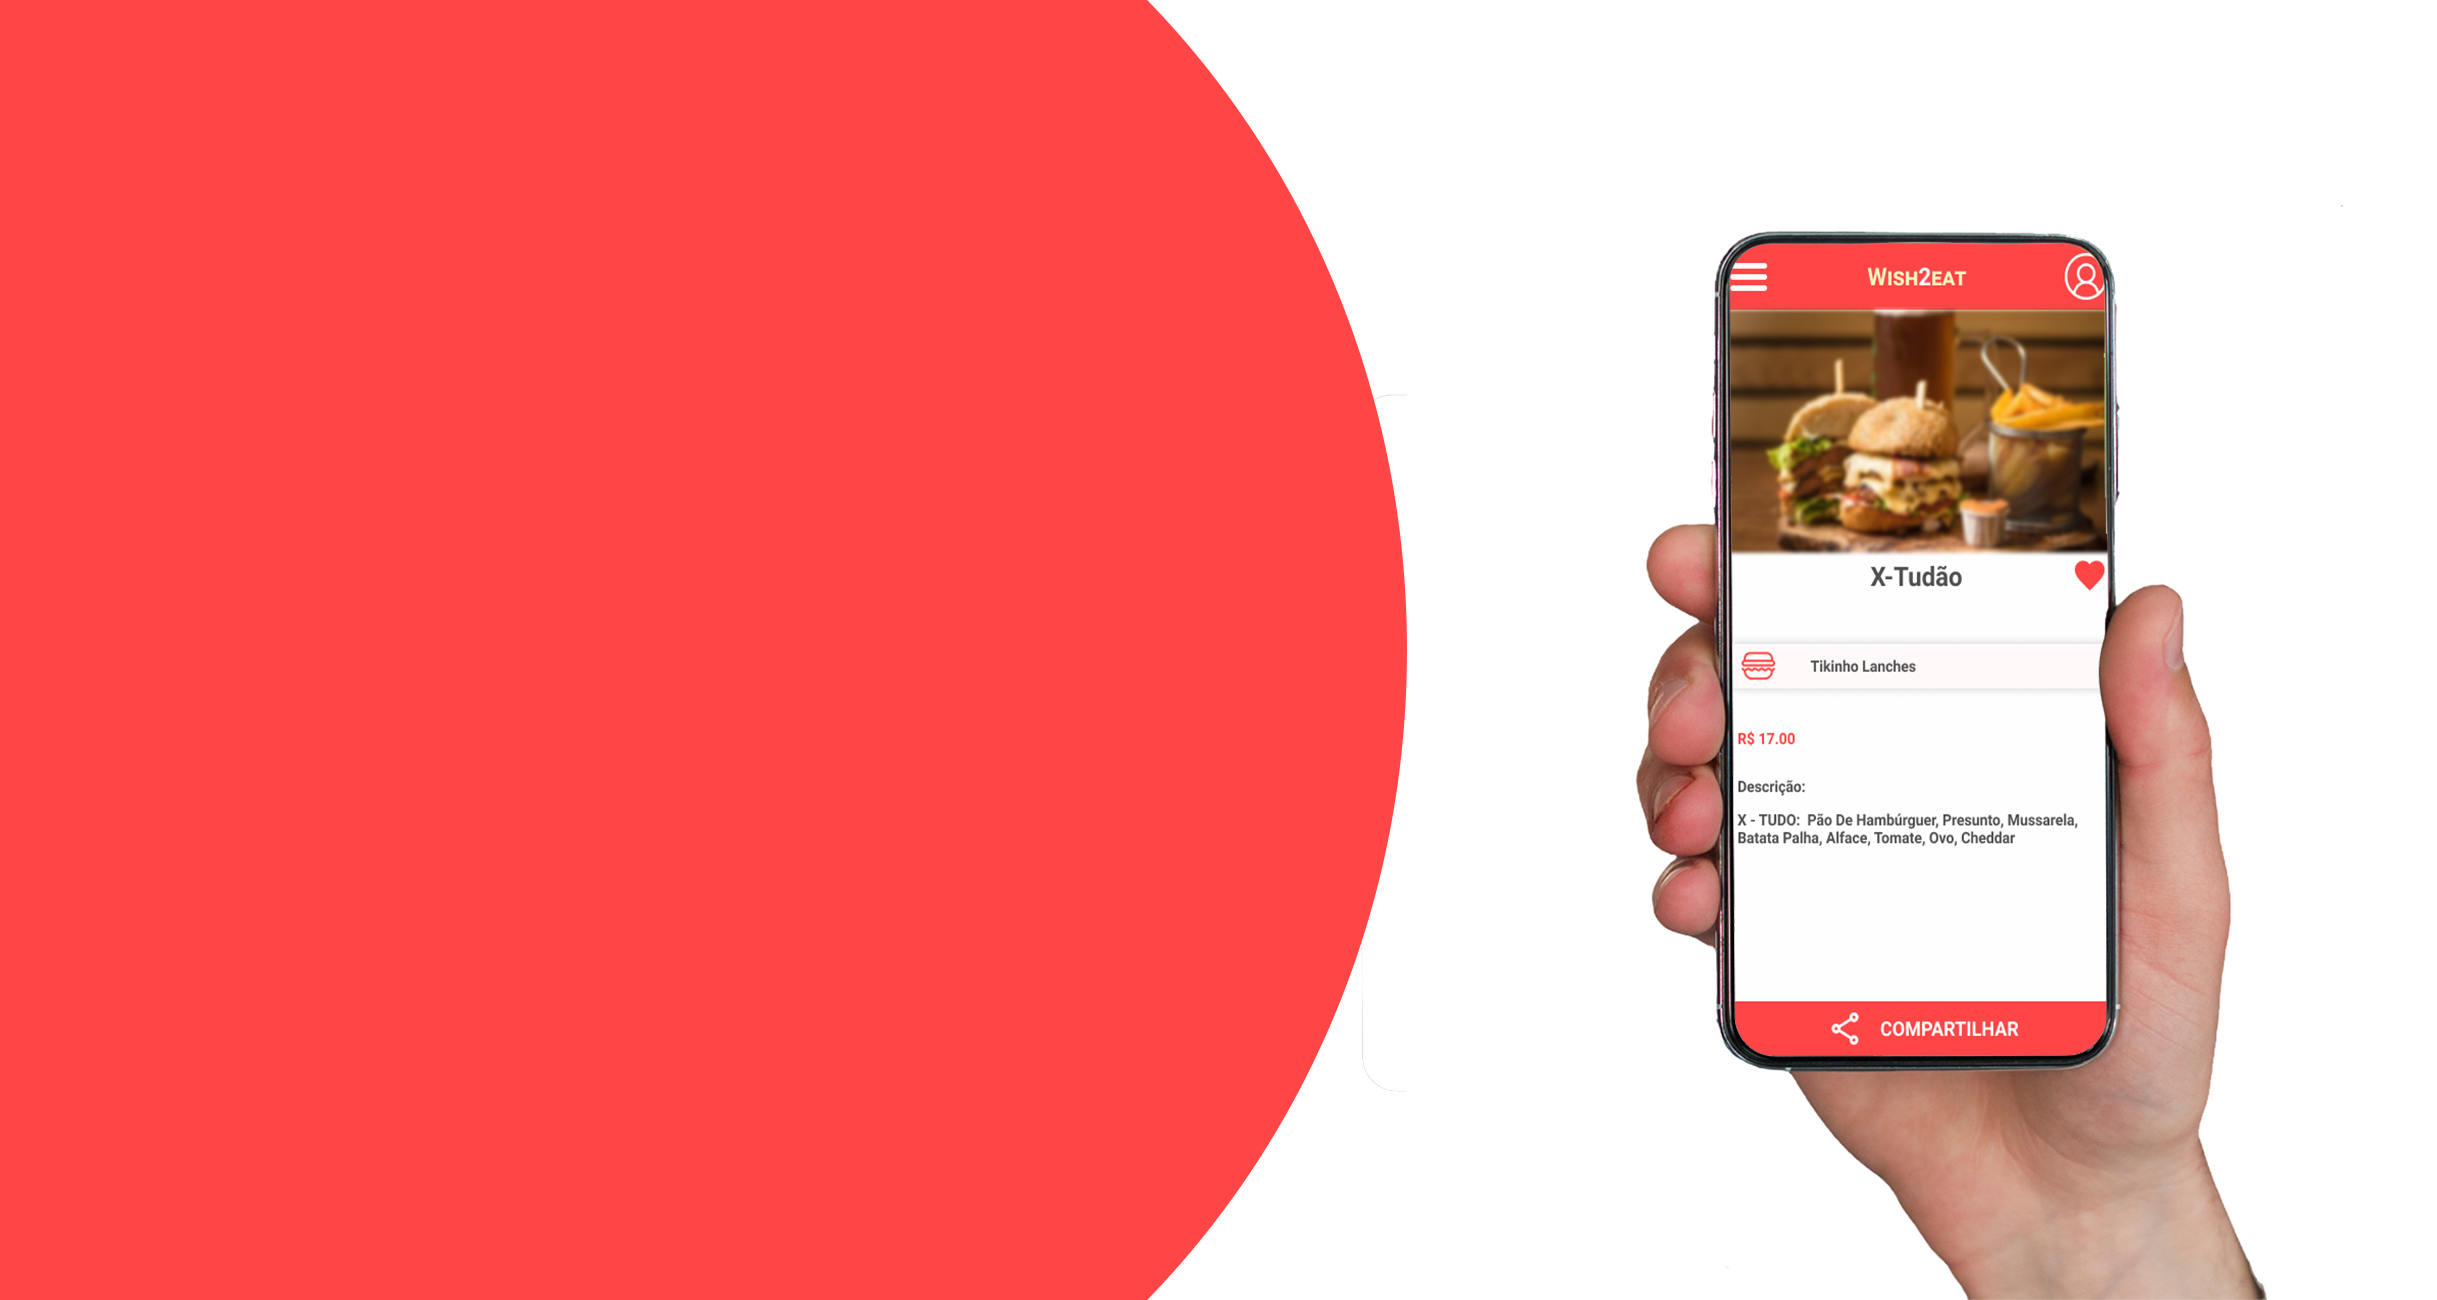 Wish2eat
X-Tudão
Tikinho Lanches
R$ 17.00
Descrição:
X - TUDO:  Pão De Hambúrguer, Presunto, Mussarela,
Batata Palha, Alface, Tomate, Ovo, Cheddar
COMPARTILHAR